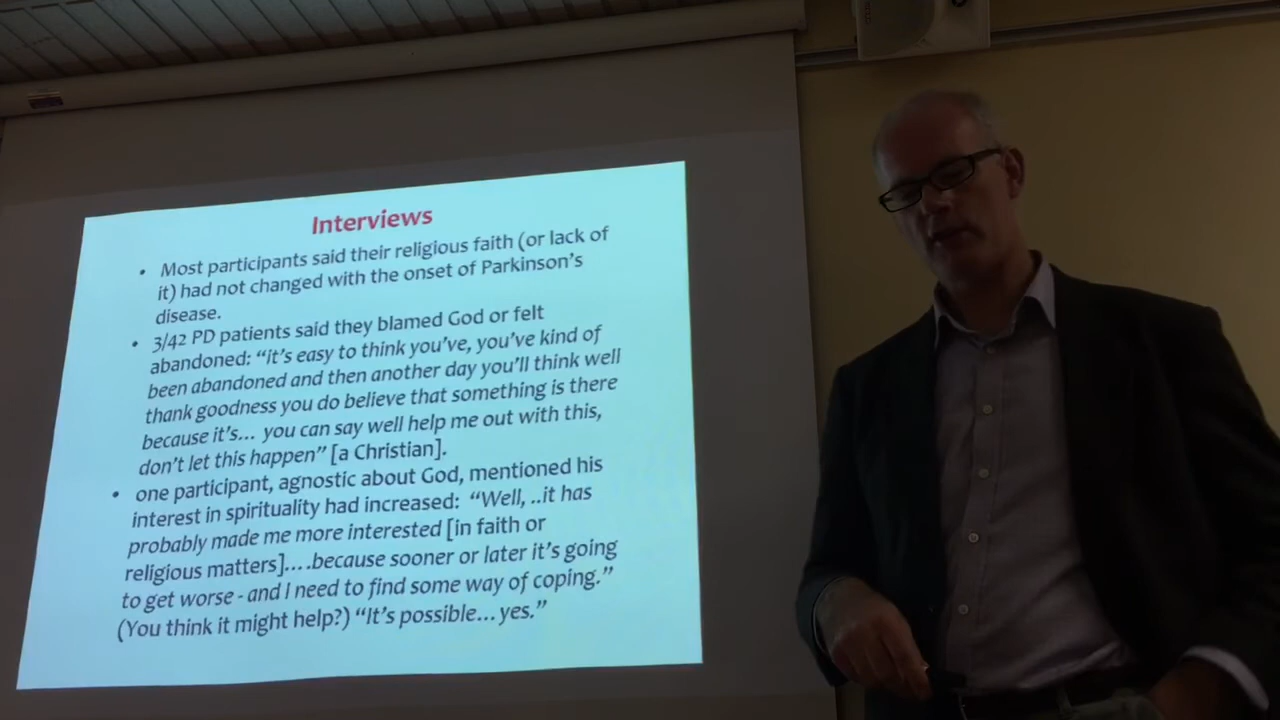 Interviews
• Most participants said their religious faith (or lack of
it) had not changed with the onset of Parkinson's
disease.
• 3/42 PD patients said they blamed God or felt
abandoned: “it's easy to think you've, you've kind of
been abandoned and then another day you'll think well
thank goodness you do believe that something is there
because it's... you can say well help me out with this,
don't let this happen” [a Christian].
• one participant, agnostic about God, mentioned his
interest in spirituality had increased: “Well, ..it has
probably made me more interested [in faith or
religious matters]....because sooner or later it's going
to get worse - and I need to find some way of coping.”
(You think it might help?) “It's possible... yes.”